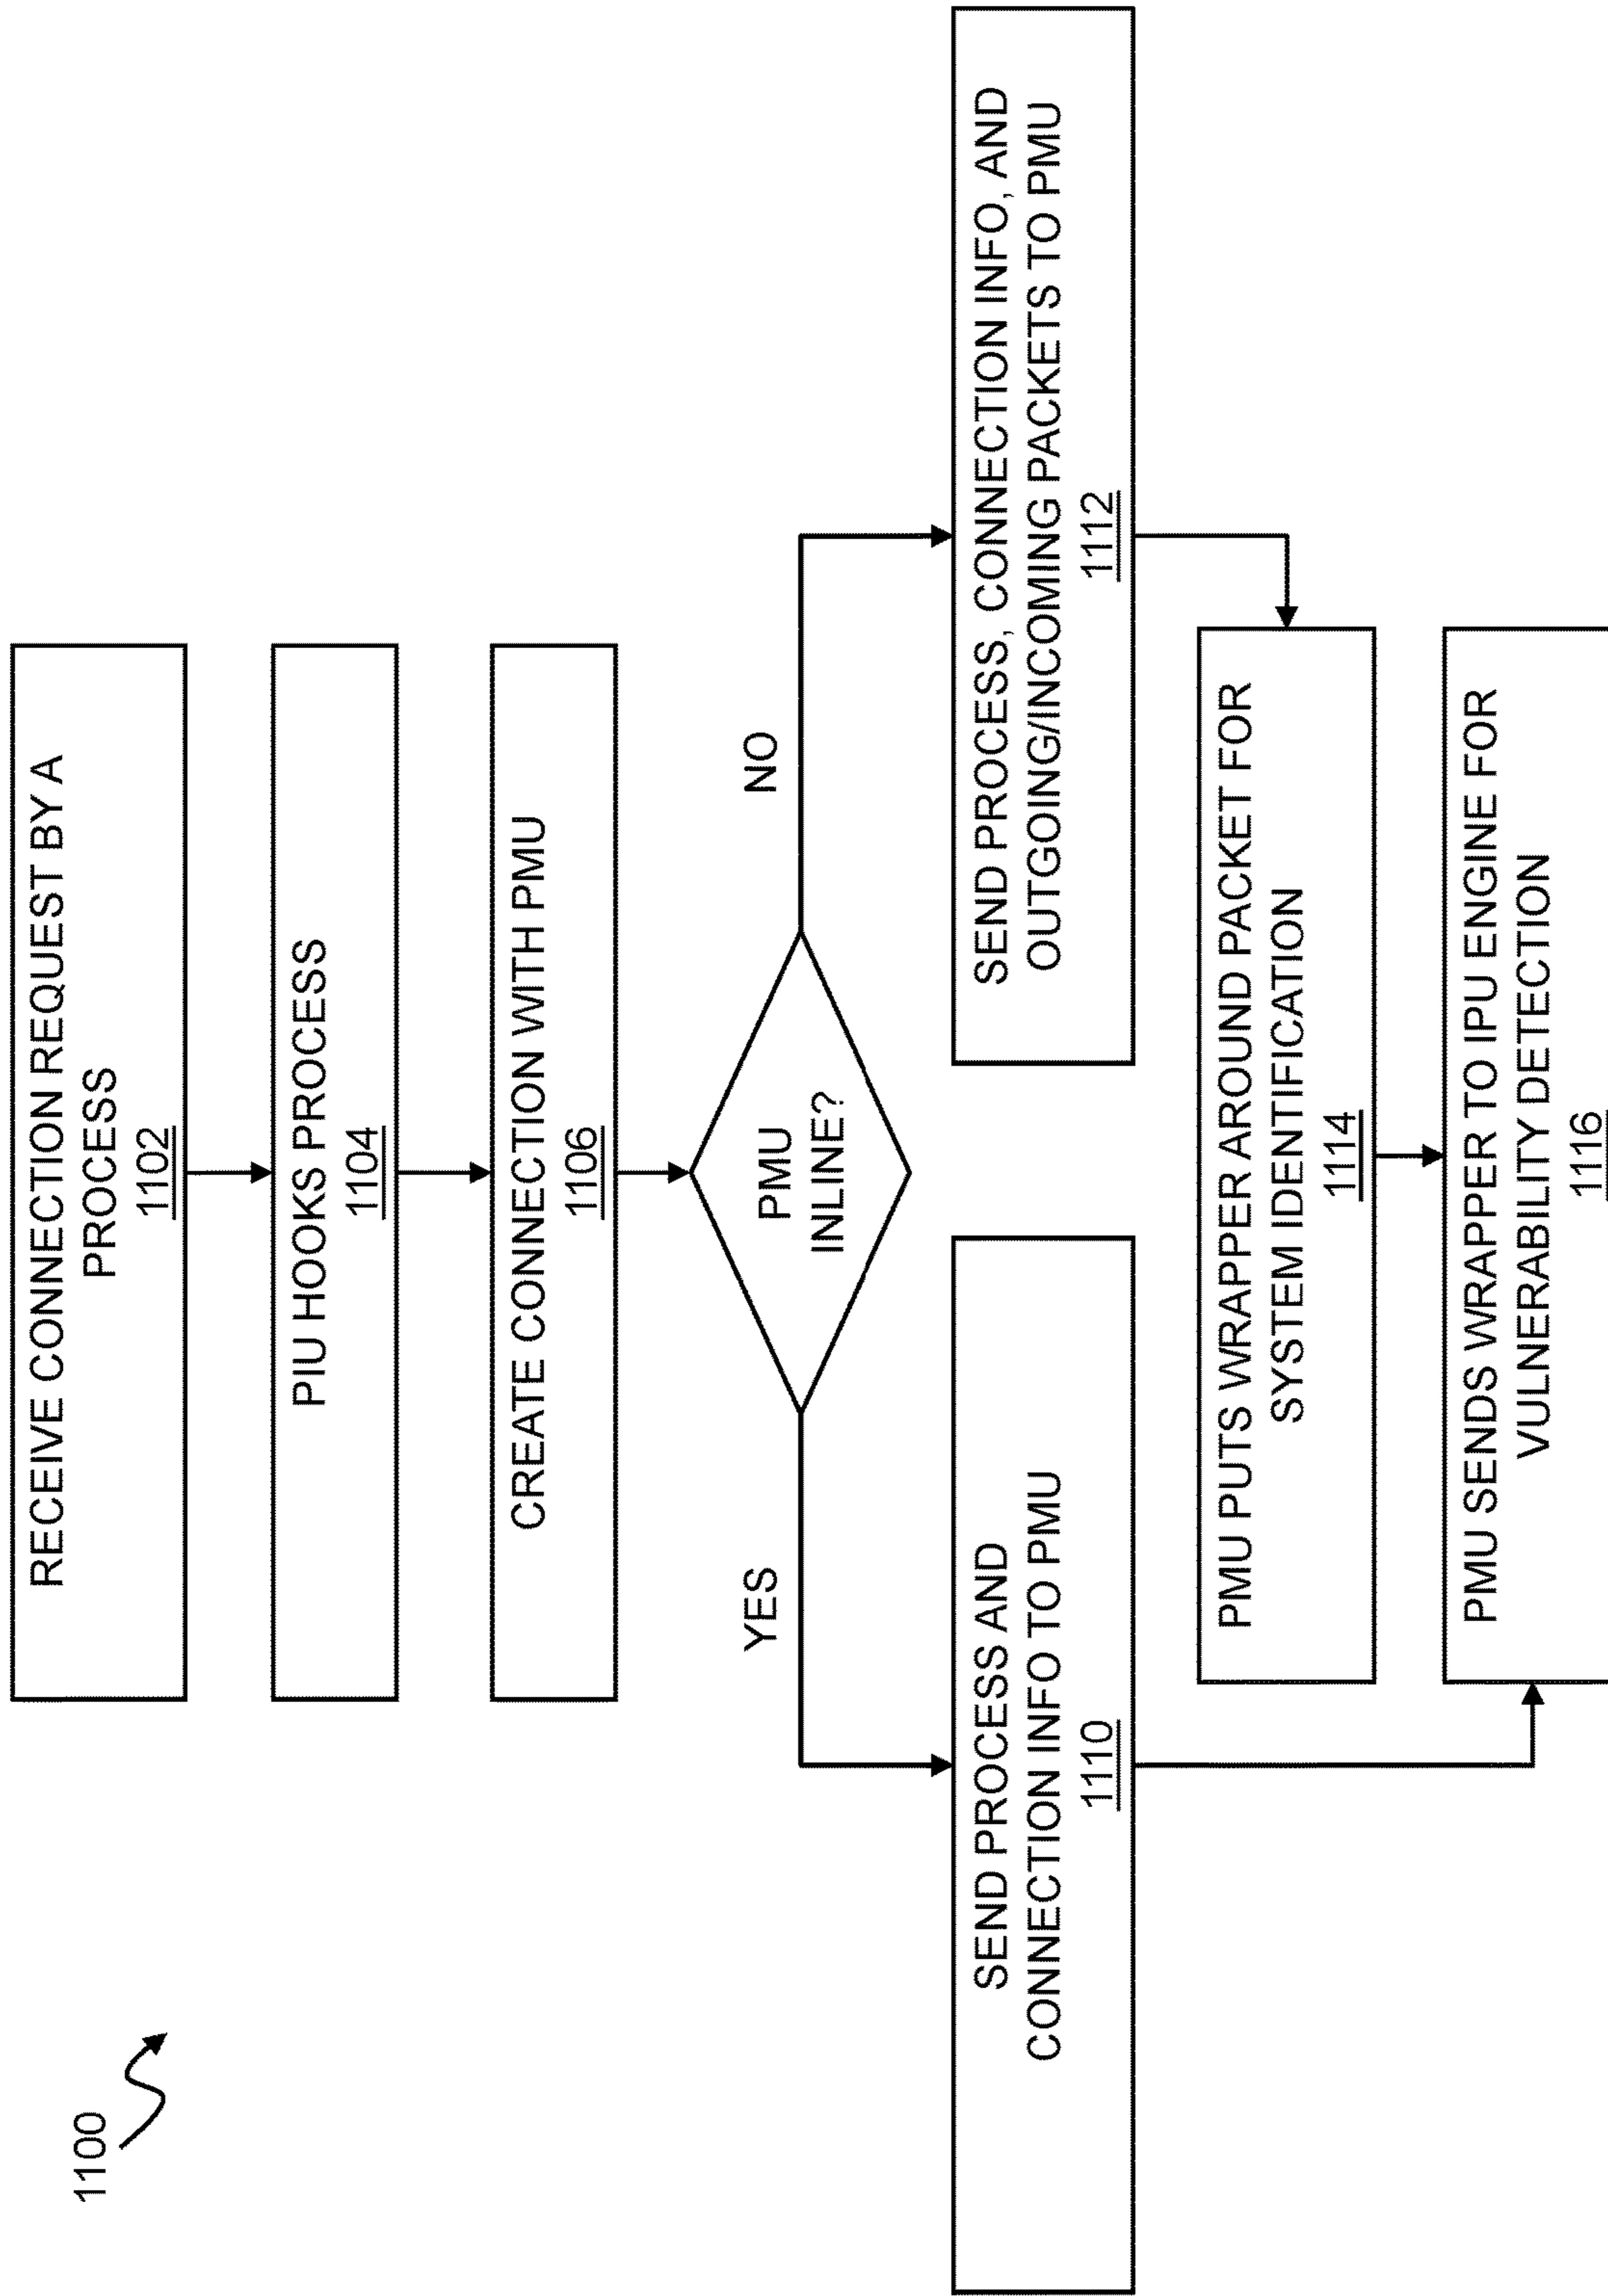 1100
RECEIVE CONNECTION REQUEST BY A
PROCESS
1102
PIU HOOKS PROCESS
1104
CREATE CONNECTION WITH PMU
1106
PMU
INLINE?
YES
NO
SEND PROCESS AND
CONNECTION INFO TO PMU
1110
SEND PROCESS, CONNECTION INFO, AND
OUTGOING/INCOMING PACKETS TO PMU
1112
PMU PUTS WRAPPER AROUND PACKET FOR
SYSTEM IDENTIFICATION
1114
PMU SENDS WRAPPER TO IPU ENGINE FOR
VULNERABILITY DETECTION
1116